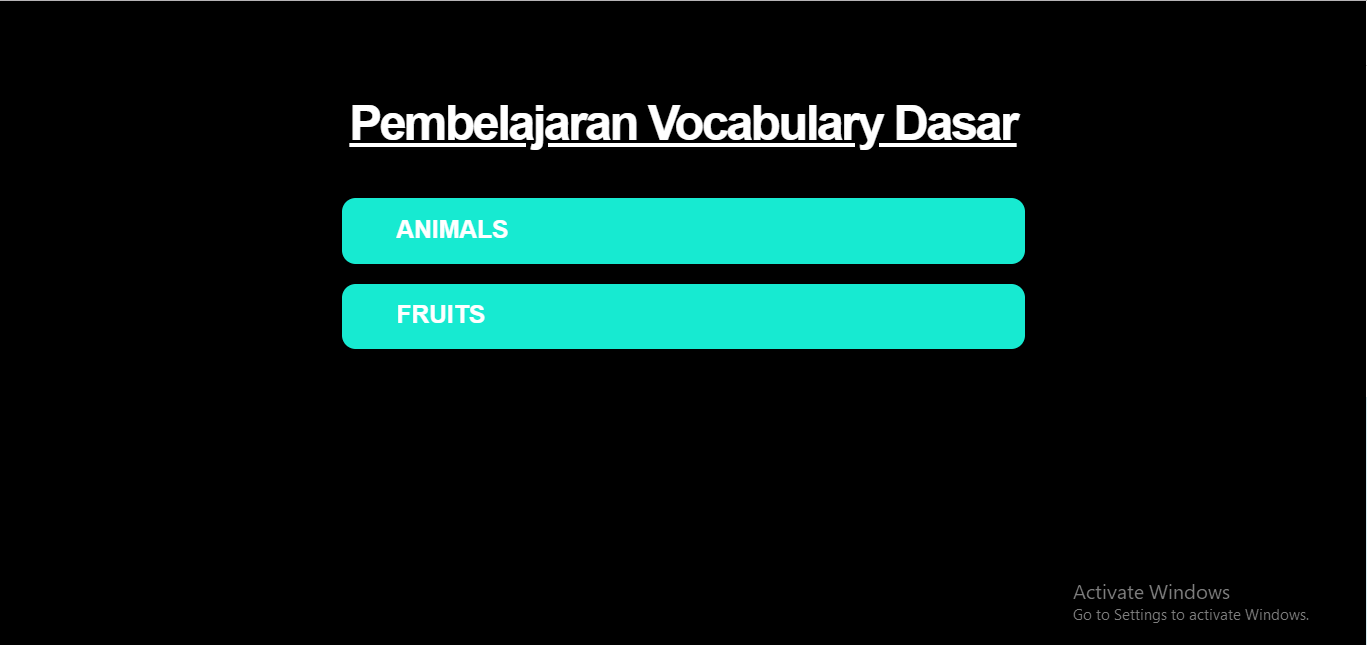 Pembelajaran Vocabulary Dasar
ANIMALS
FRUITS
Activate Windows
Go to Settings to activate Windows.